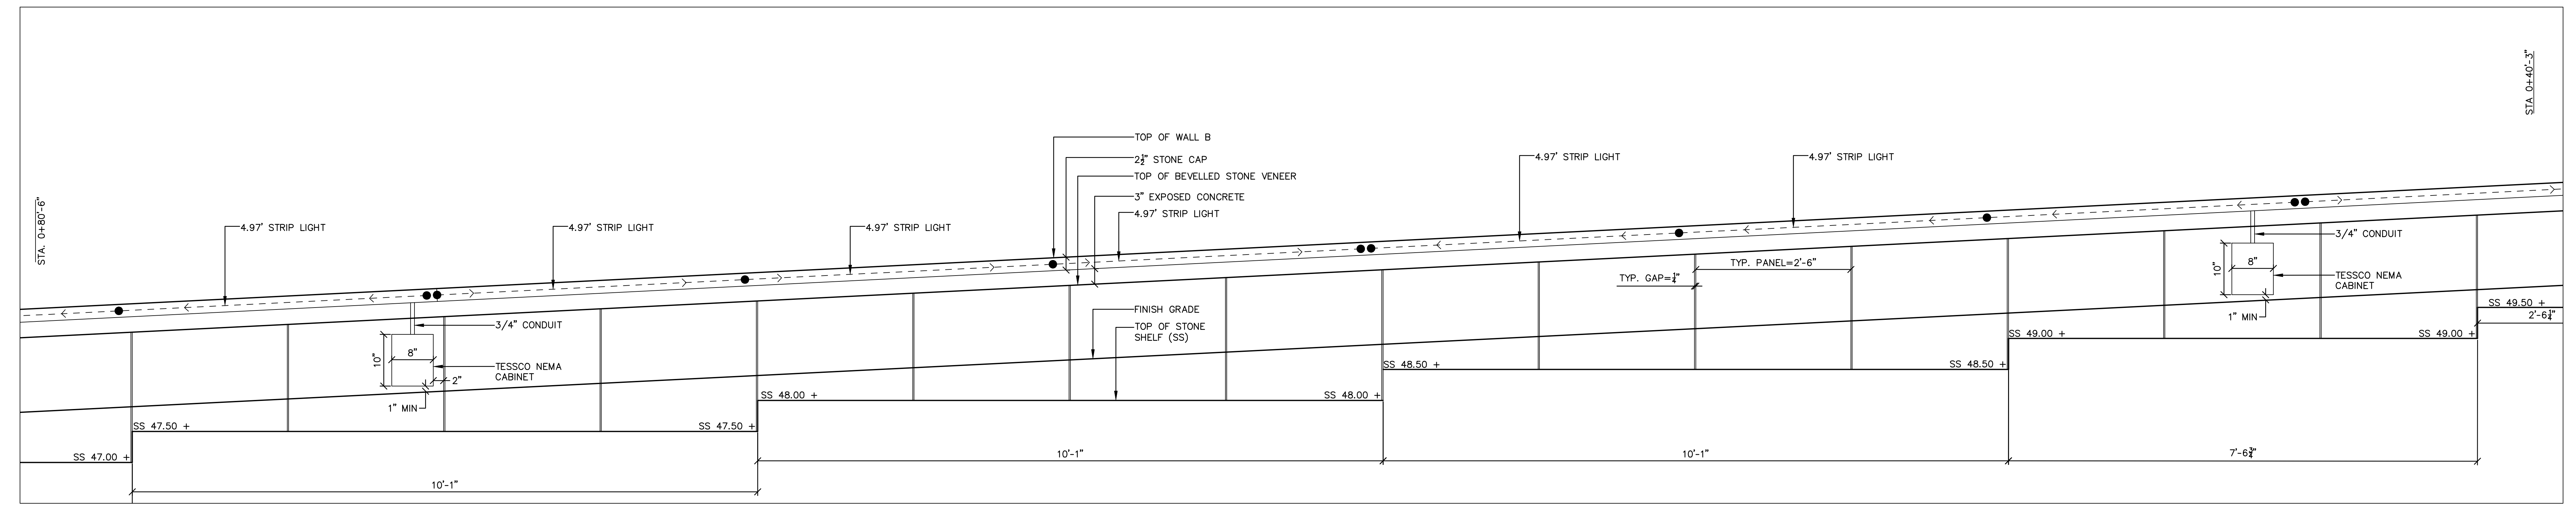 STA. 0+80'-6"
STA 0+40'-3"
TOP OF WALL B
2½" STONE CAP
TOP OF BEVELLED STONE VENEER
3" EXPOSED CONCRETE
4.97' STRIP LIGHT
4.97' STRIP LIGHT
4.97' STRIP LIGHT
4.97' STRIP LIGHT
4.97' STRIP LIGHT
4.97' STRIP LIGHT
3/4" CONDUIT
10"
8"
TESSCO NEMA
CABINET
2"
1" MIN
FINISH GRADE
TOP OF STONE
SHELF (SS)
TYP. PANEL=2'-6"
TYP. GAP=¼"
3/4" CONDUIT
10"
8"
TESSCO NEMA
CABINET
1" MIN
SS 49.50 +
2'-6¼"
SS 49.00 +
SS 49.00 +
SS 48.50 +
SS 48.50 +
SS 48.00 +
SS 48.00 +
SS 47.50 +
SS 47.50 +
SS 47.00 +
10'-1"
10'-1"
10'-1"
7'-6¾"